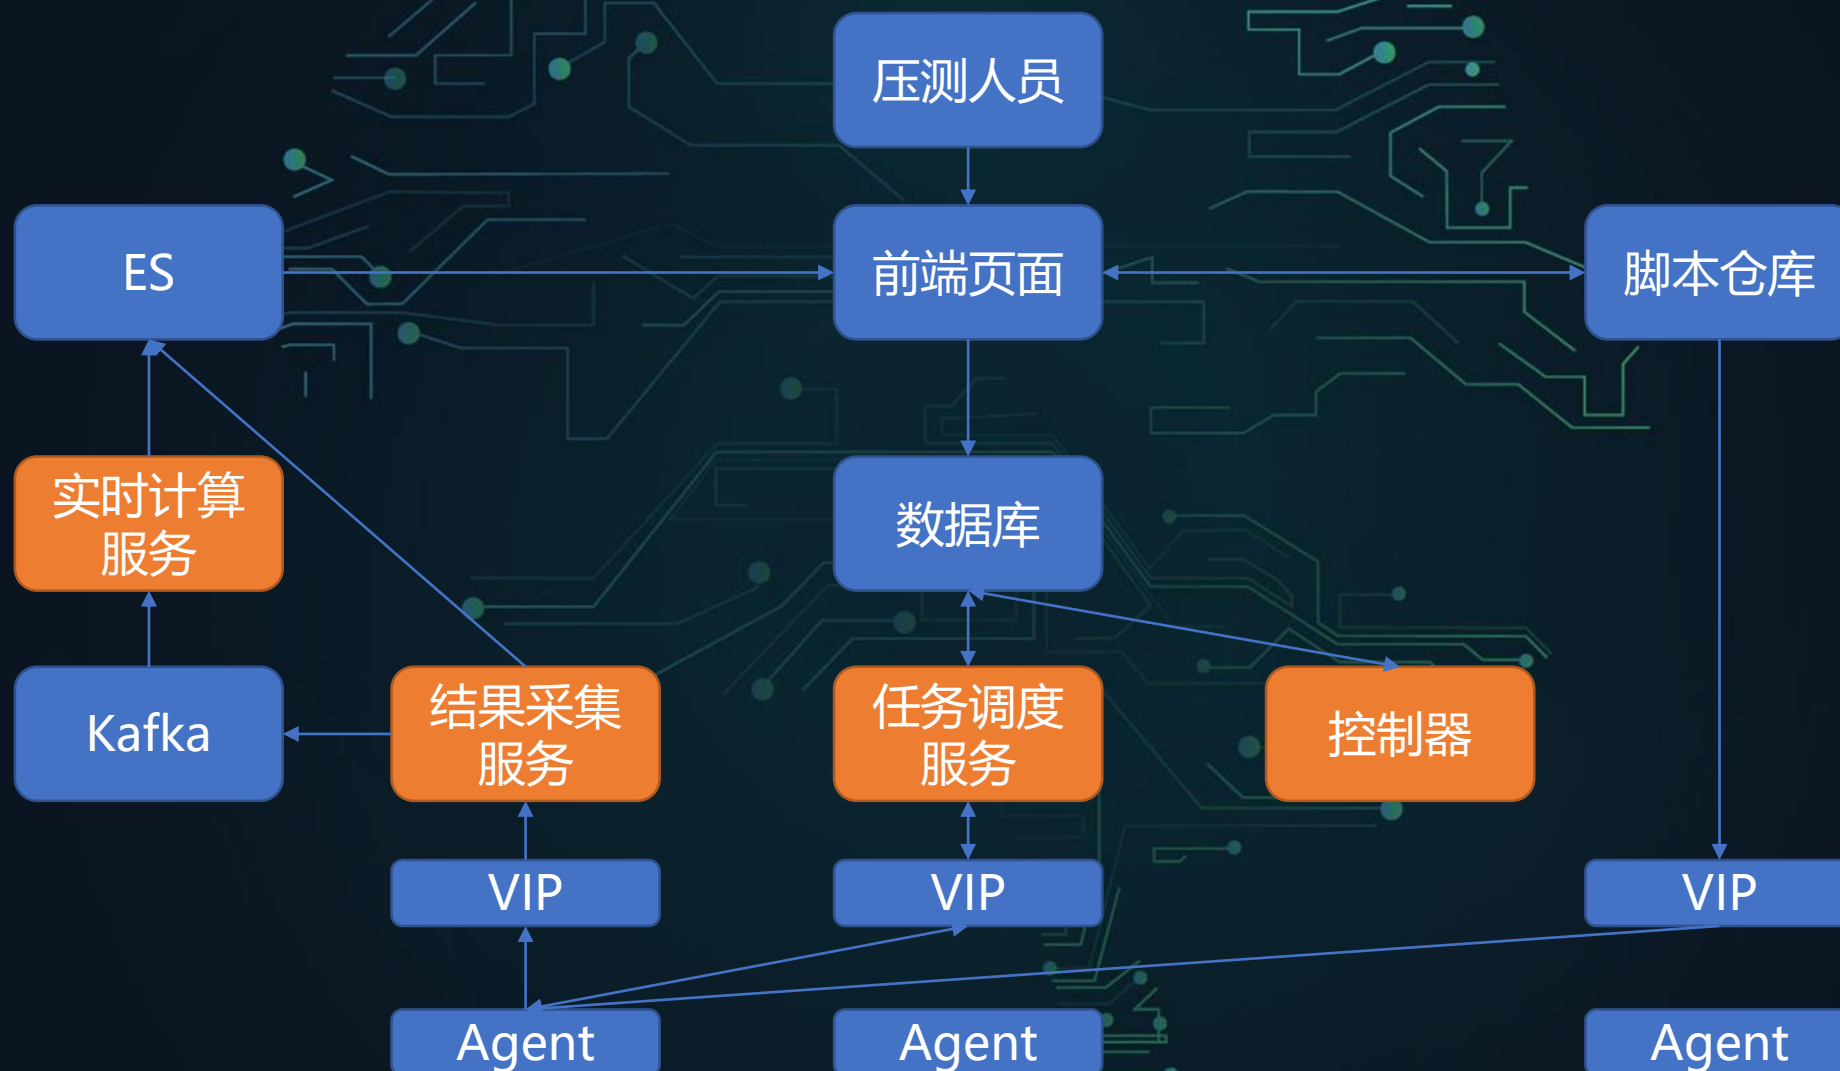 压测人员
ES
前端页面
脚本仓库
实时计算
服务
数据库
Kafka
结果采集
服务
任务调度
服务
控制器
VIP
VIP
VIP
Agent
Agent
Agent